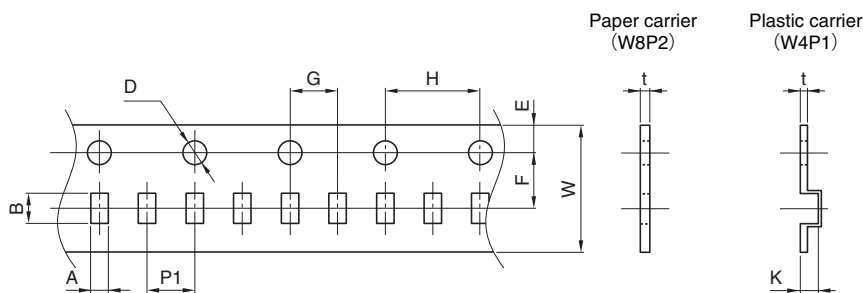 Paper carrier
(W8P2)
Plastic carrier
(W4P1)
t
t
G
H
D
E
F
W
B
A
P1
K